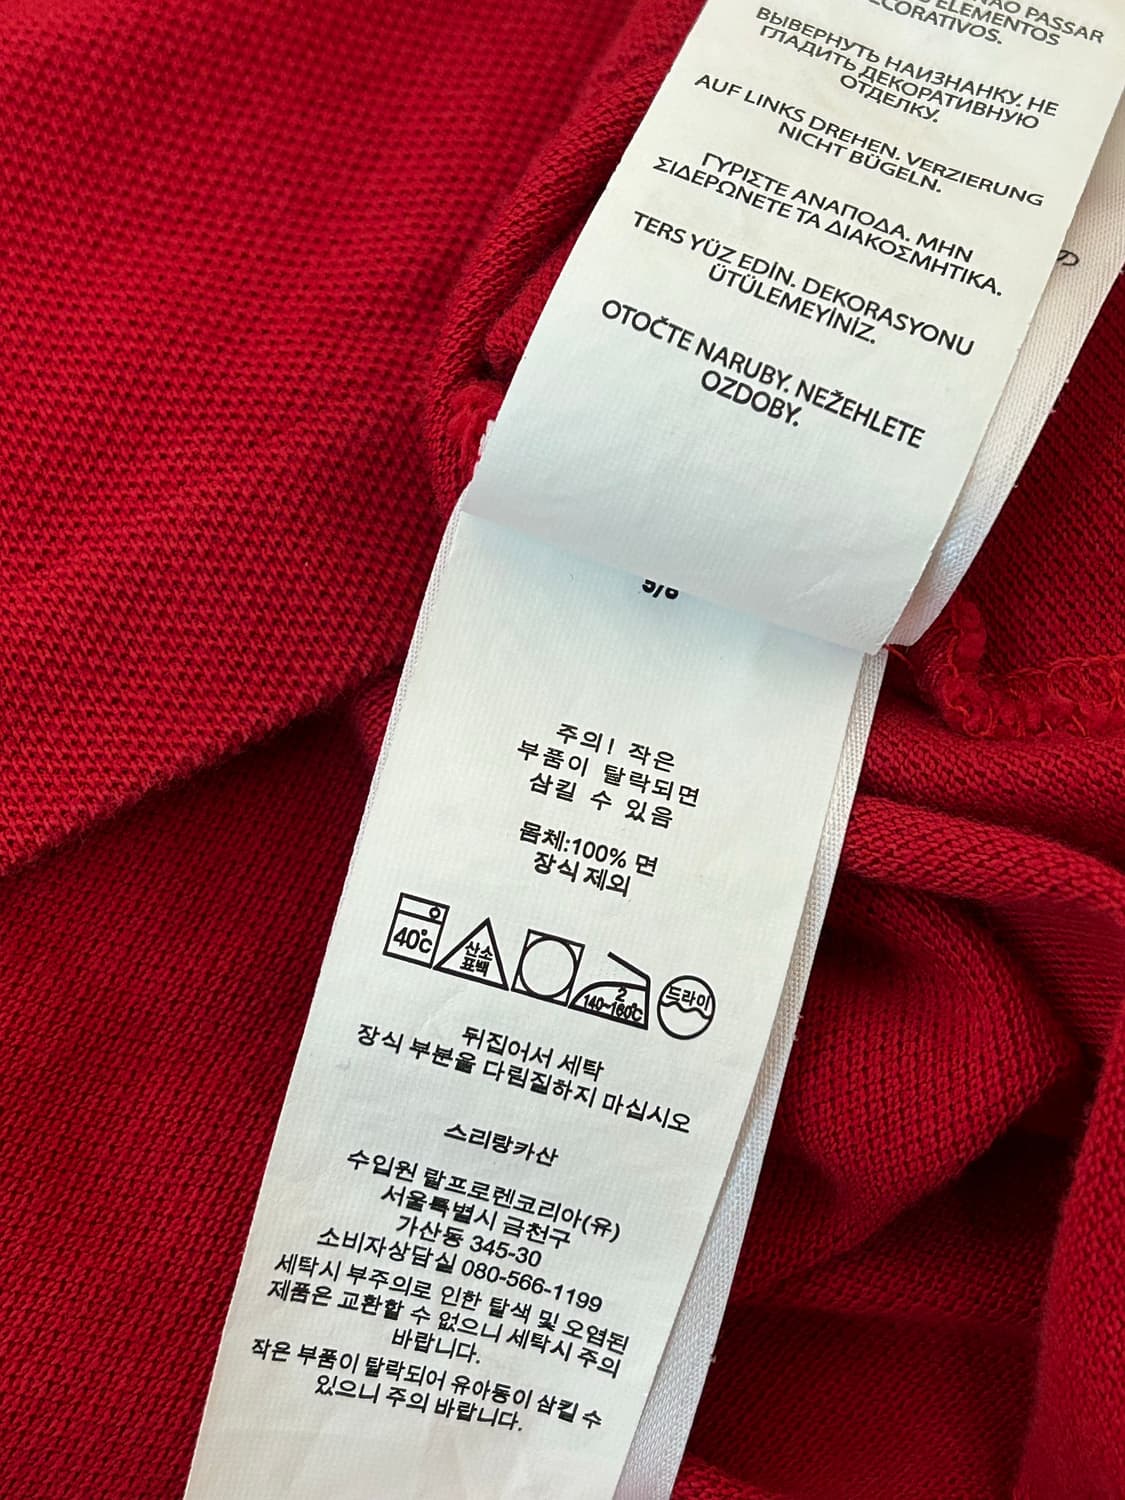 NÃO PASSAR
ELEMENTOS
DECORATIVOS.
ВЫВЕРНУТЬ НАИЗНАНКУ. НЕ
ГЛАДИТЬ ДЕКОРАТИВНУЮ
ОТДЕЛКУ.
AUF LINKS DREHEN. VERZIERUNG
NICHT BÜGELN.
ΓΥΡΙΣΤΕ ΑΝΑΠΟΔΑ. ΜΗΝ
ΣΙΔΕΡΩΝΕΤΕ ΤΑ ΔΙΑΚΟΣΜΗΤΙΚΑ.
TERS YÜZ EDİN. DEKORASYONU
ÜTÜLEMEYİNİZ.
OTOČTE NARUBY. NEŽEHLETE
OZDOBY.
주의! 작은
부품이 탈락되면
삼킬 수 있음
몸체:100% 면
장식 제외
40℃
산소
표백
2
140~160℃
드라이
뒤집어서 세탁
장식 부분을 다림질하지 마십시오
스리랑카산
수입원 랄프로렌코리아(유)
서울특별시 금천구
가산동 345-30
소비자상담실 080-566-1199
세탁시 부주의로 인한 탈색 및 오염된
제품은 교환할 수 없으니 세탁시 주의
바랍니다.
작은 부품이 탈락되어 유아동이 삼킬 수
있으니 주의 바랍니다.